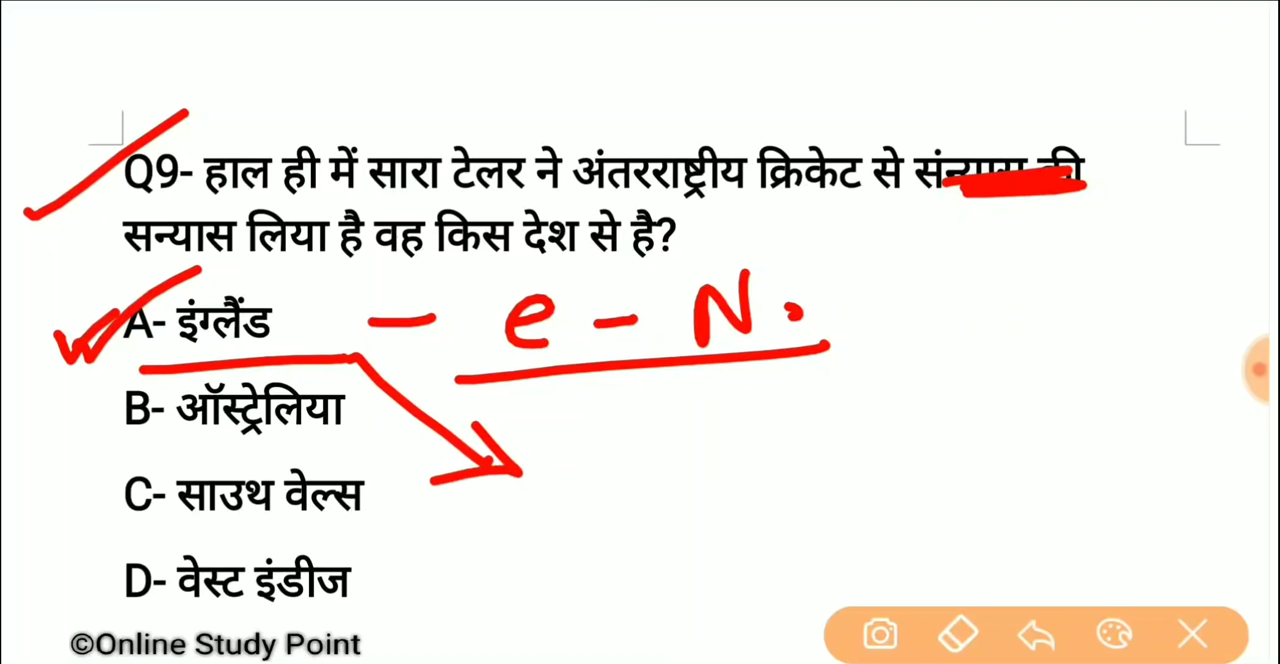 Q9- हाल ही में सारा टेलर ने अंतरराष्ट्रीय क्रिकेट से संन्यास की
सन्यास लिया है वह किस देश से है?
A- इंग्लैंड - e - N.
B- ऑस्ट्रेलिया
C- साउथ वेल्स
D- वेस्ट इंडीज
©Online Study Point